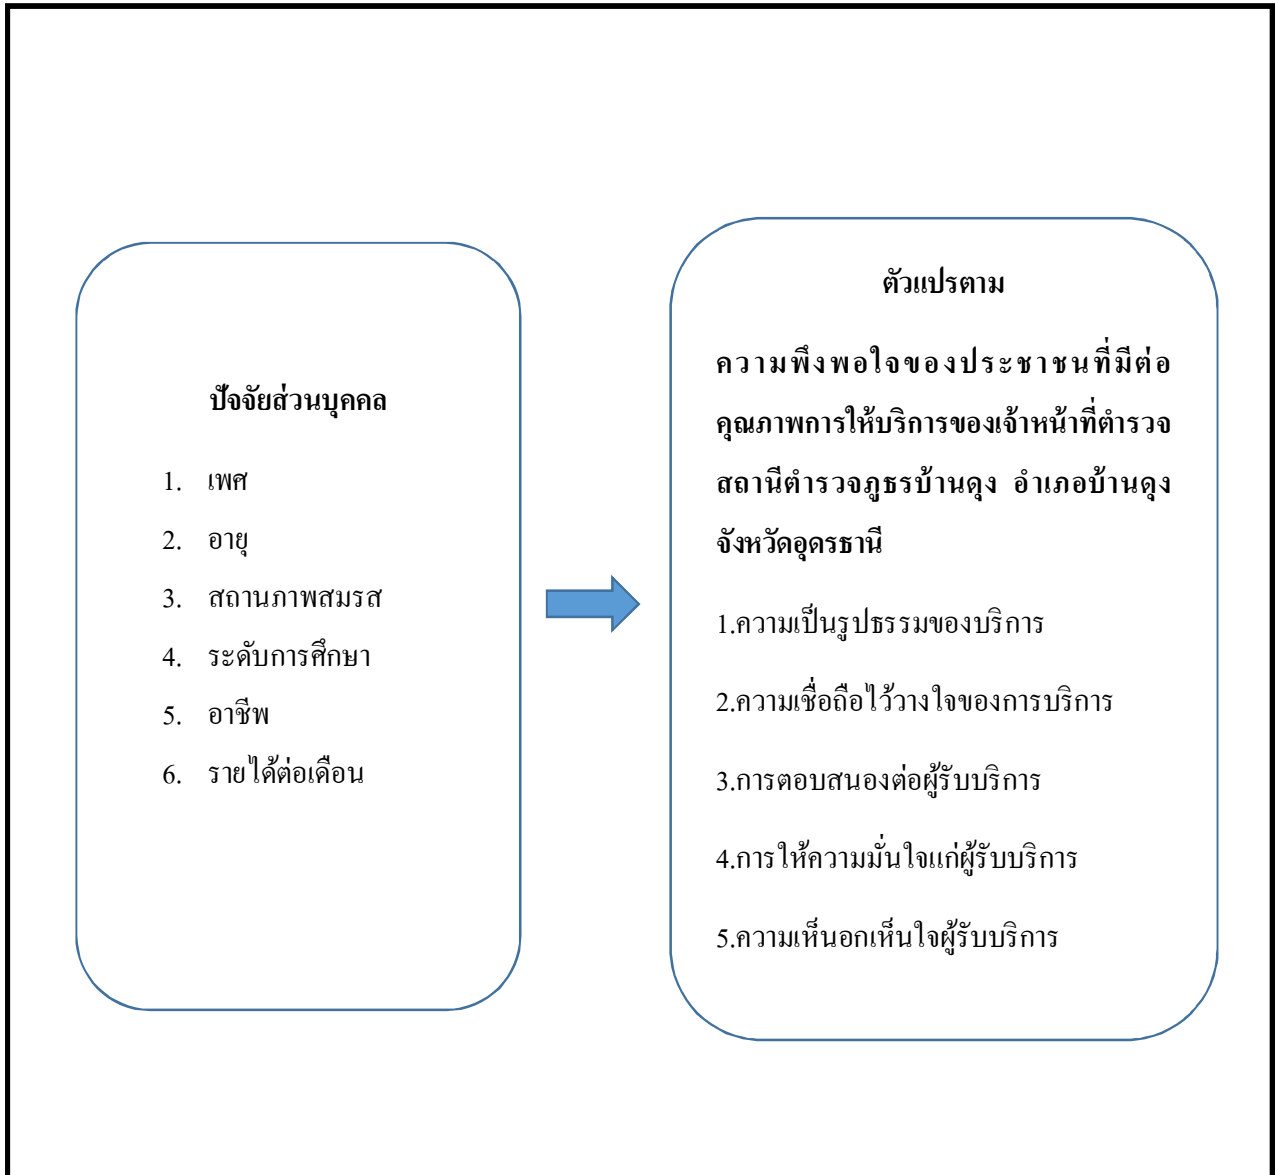 ปัจจัยส่วนบุคคล
1. เพศ
2. อายุ
3. สถานภาพสมรส
4. ระดับการศึกษา
5. อาชีพ
6. รายได้ต่อเดือน
ตัวแปรตาม
ความพึงพอใจของประชาชนที่มีต่อ
คุณภาพการให้บริการของเจ้าหน้าที่ตำรวจ
สถานีตำรวจภูธรบ้านดุง อำเภอบ้านดุง
จังหวัดอุดรธานี
1.ความเป็นรูปธรรมของบริการ
2.ความเชื่อถือไว้วางใจของการบริการ
3.การตอบสนองต่อผู้รับบริการ
4.การให้ความมั่นใจแก่ผู้รับบริการ
5.ความเห็นอกเห็นใจผู้รับบริการ